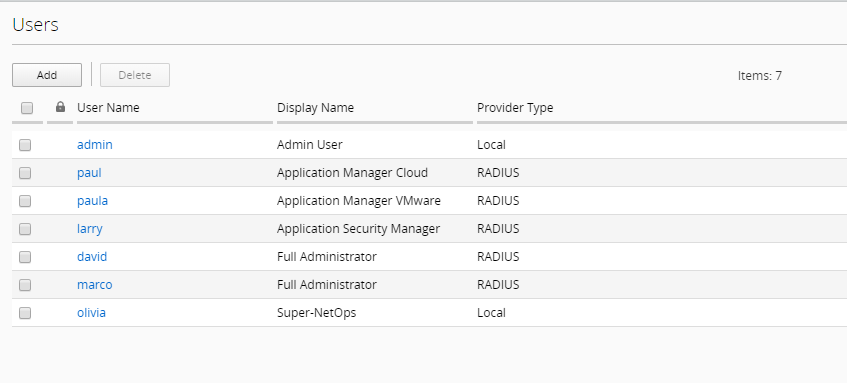 Users
Add Delete Items: 7
User Name Display Name Provider Type
admin Admin User Local
paul Application Manager Cloud RADIUS
paula Application Manager VMware RADIUS
larry Application Security Manager RADIUS
david Full Administrator RADIUS
marco Full Administrator RADIUS
olivia Super-NetOps Local